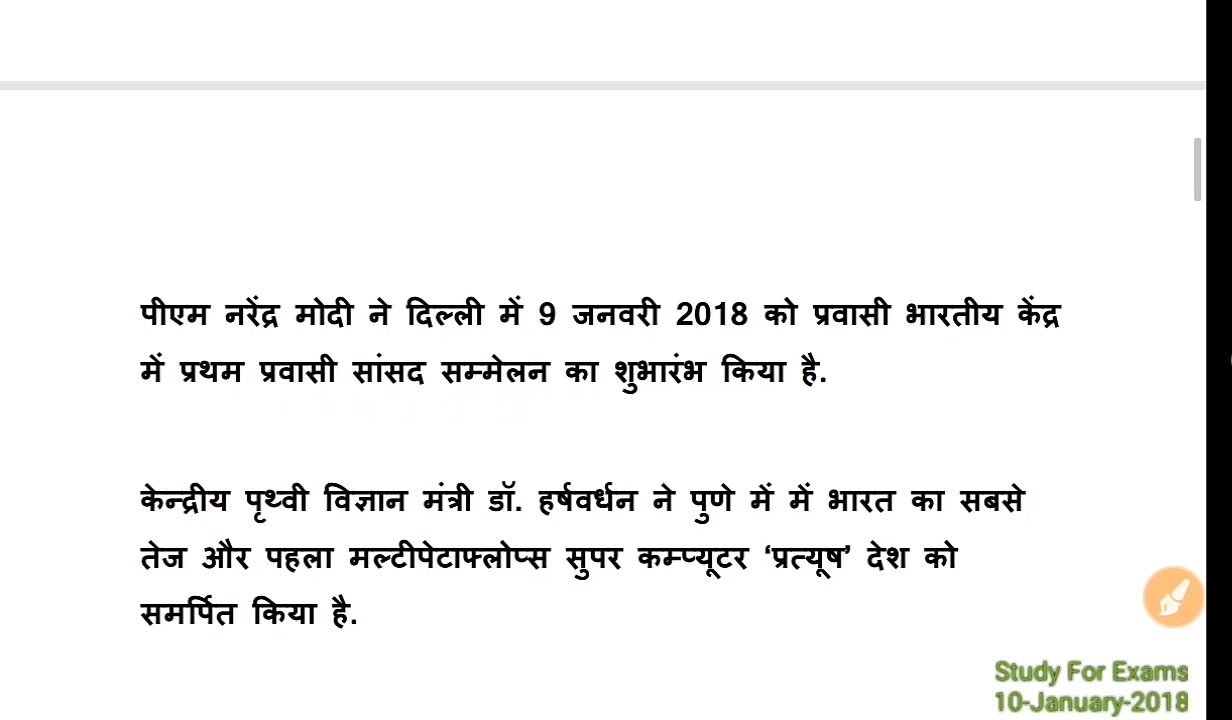 पीएम नरेंद्र मोदी ने दिल्ली में 9 जनवरी 2018 को प्रवासी भारतीय केंद्र
में प्रथम प्रवासी सांसद सम्मेलन का शुभारंभ किया है.
केन्द्रीय पृथ्वी विज्ञान मंत्री डॉ. हर्षवर्धन ने पुणे में में भारत का सबसे
तेज और पहला मल्टीपेटाफ्लोप्स सुपर कम्प्यूटर ‘प्रत्यूष’ देश को
समर्पित किया है.
Study For Exams
10-January-2018